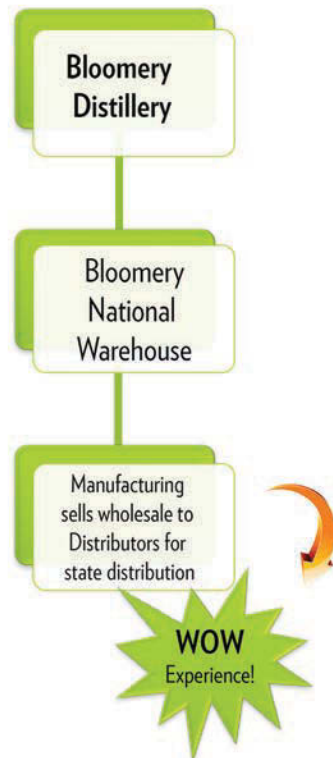 Bloomery
Distillery
Bloomery
National
Warehouse
Manufacturing
sells wholesale to
Distributors for
state distribution
WOW
Experience!